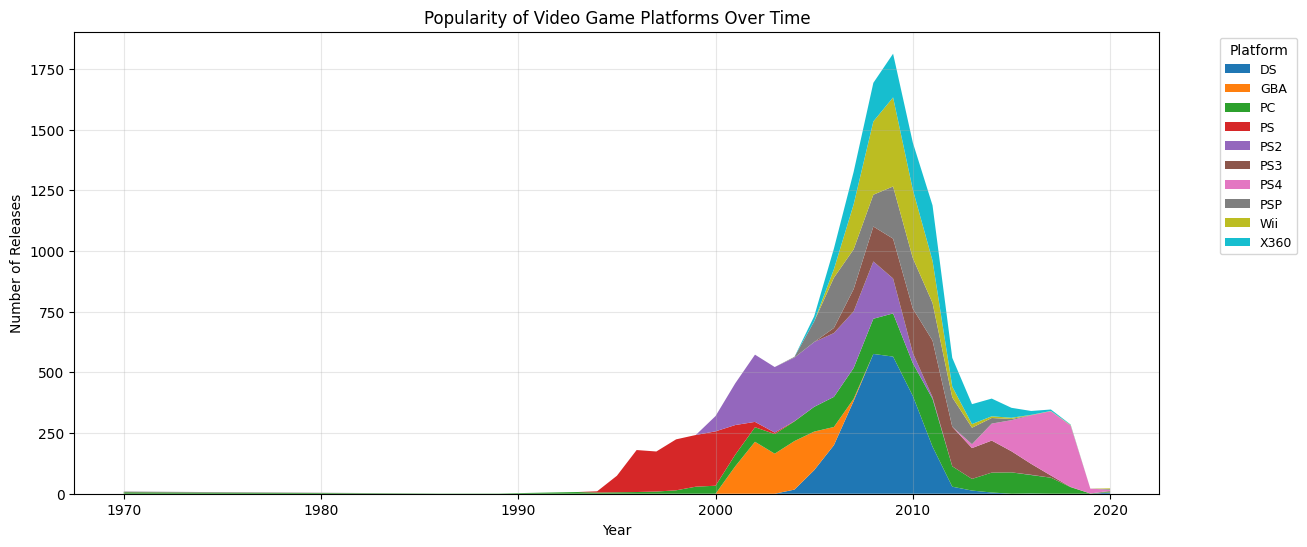 Popularity of Video Game Platforms Over Time
Number of Releases
1750
1500
1250
1000
750
500
250
0
1970
1980
1990
2000
2010
2020
Year
Platform
DS
GBA
PC
PS
PS2
PS3
PS4
PSP
Wii
X360